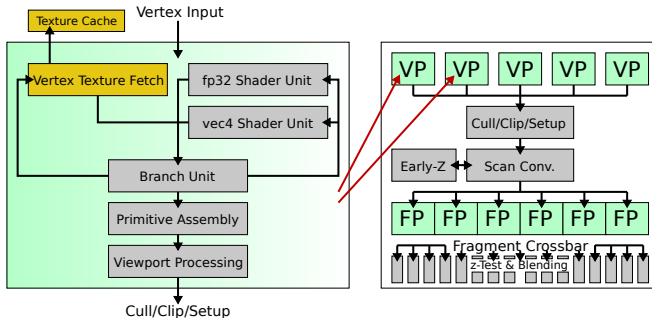 Texture Cache
Vertex Input
Vertex Texture Fetch
fp32 Shader Unit
vec4 Shader Unit
Branch Unit
Primitive Assembly
Viewport Processing
Cull/Clip/Setup
VP VP VP VP VP
Cull/Clip/Setup
Early-Z
Scan Conv.
FP FP FP FP FP FP
Fragment Crossbar
z-Test & Blending